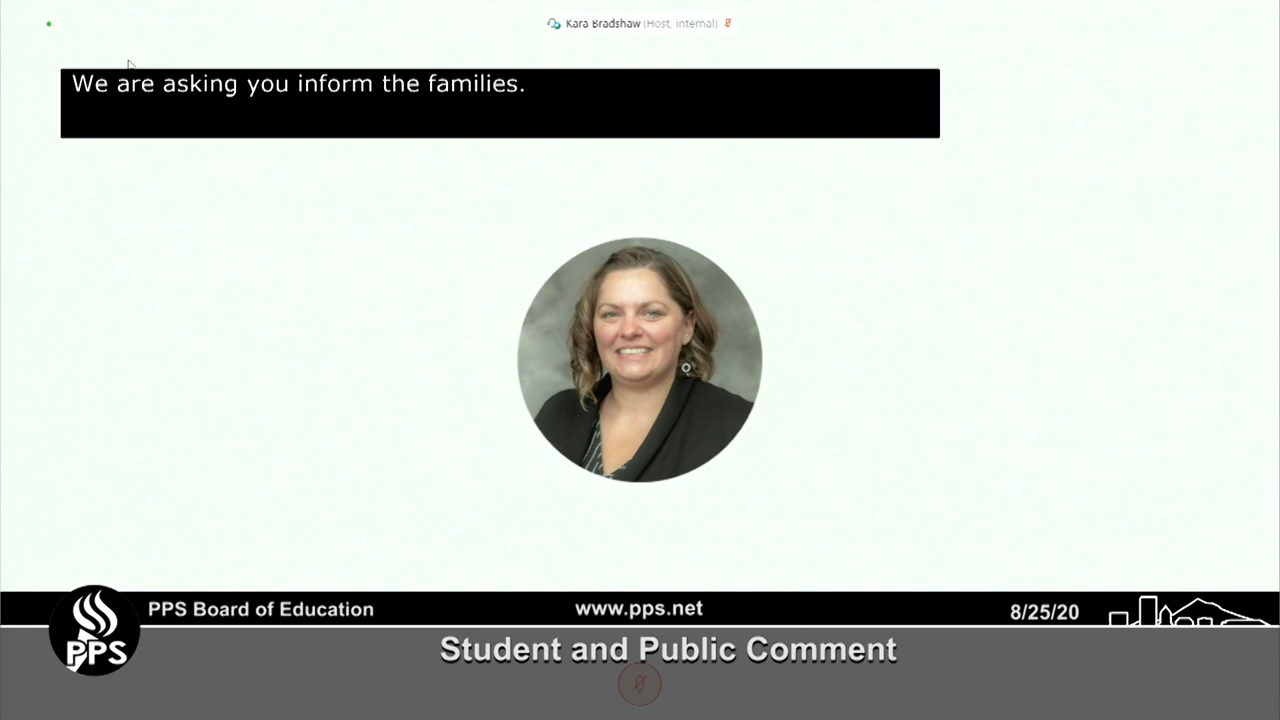 Kara Bradshaw (Host, internal)
We are asking you inform the families.
PPS Board of Education
www.pps.net
8/25/20
PPS
Student and Public Comment